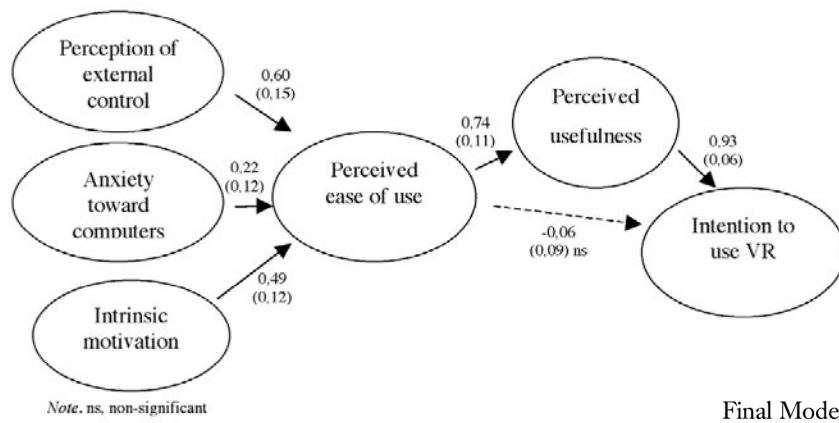 Perception of
external
control
0,60
(0,15)
Anxiety
toward
computers
0,22
(0,12)
Intrinsic
motivation
0,49
(0,12)
Perceived
ease of use
0,74
(0,11)
Perceived
usefulness
0,93
(0,06)
-0,06
(0,09) ns
Intention to
use VR
Note. ns, non-significant
Final Mode